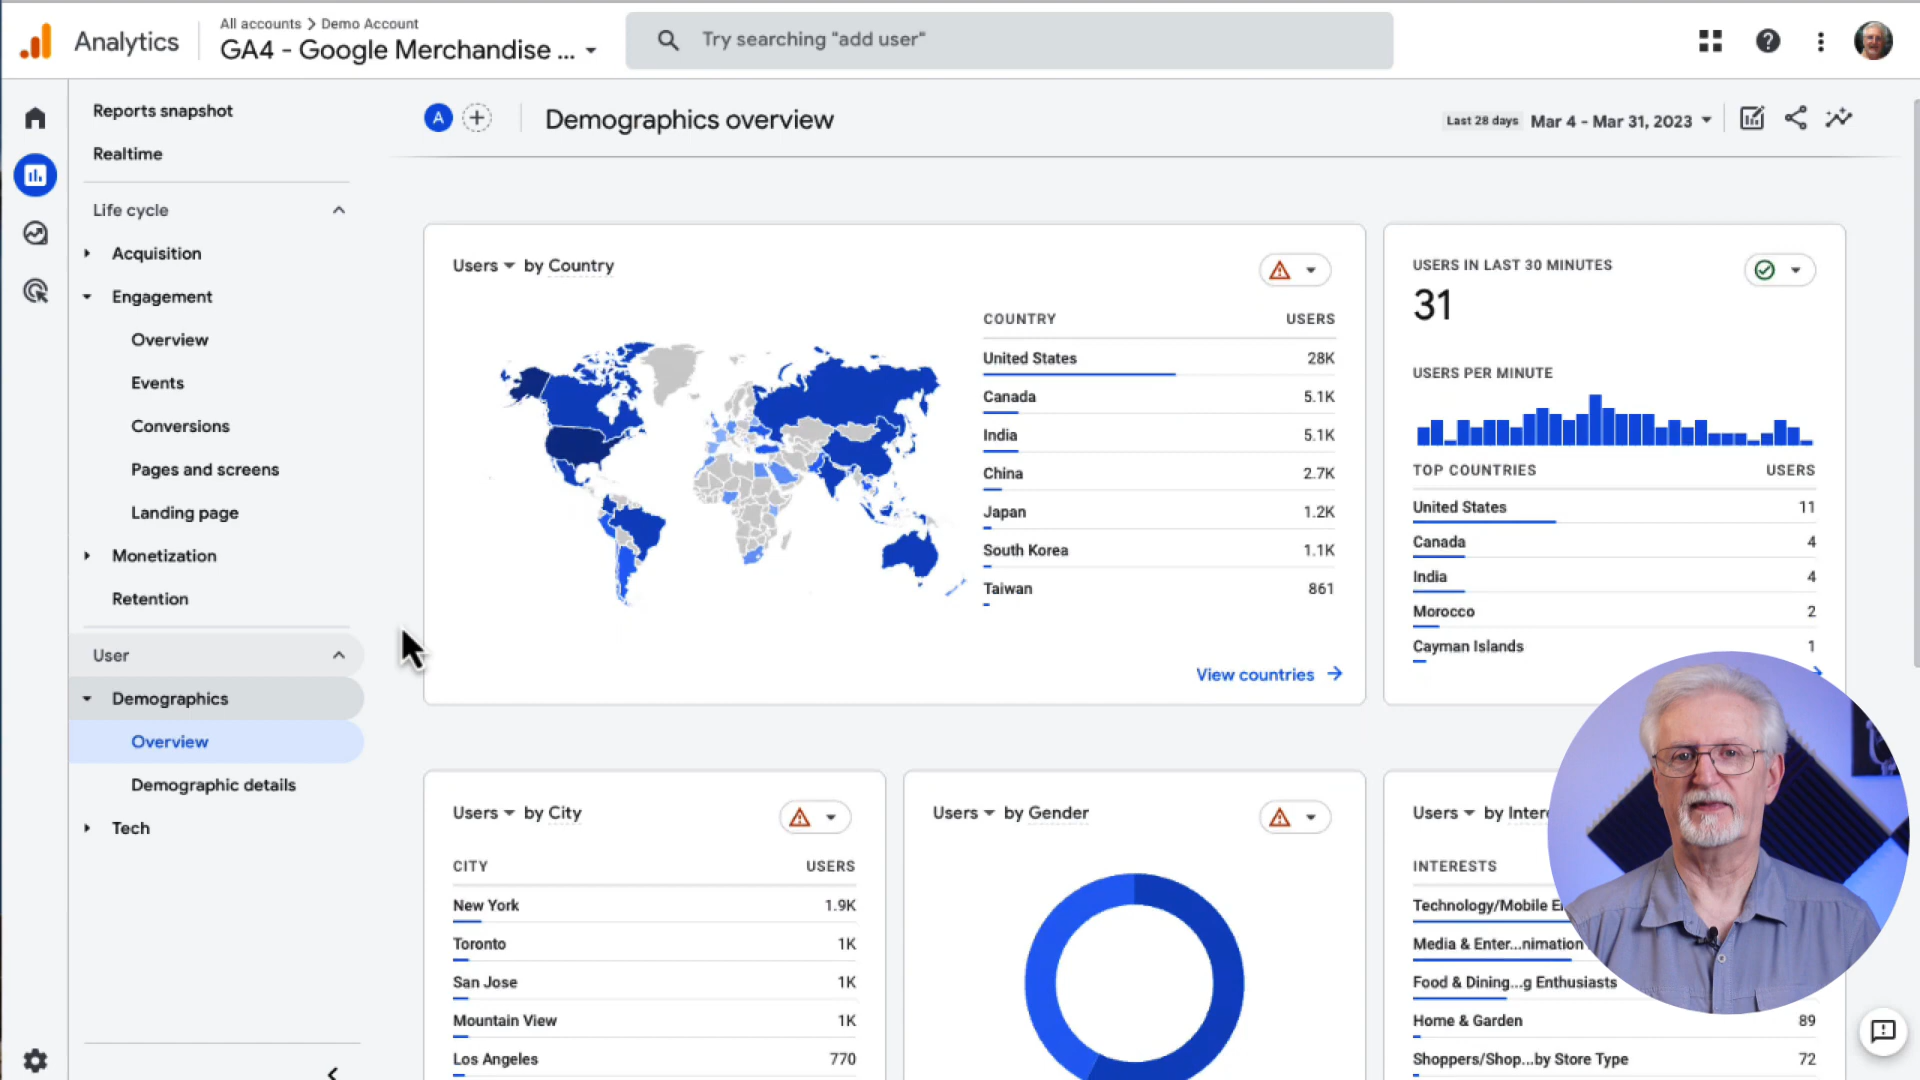 Analytics
All accounts > Demo Account
GA4 - Google Merchandise ...
Try searching "add user"
Reports snapshot
Realtime
Life cycle
Acquisition
Engagement
Overview
Events
Conversions
Pages and screens
Landing page
Monetization
Retention
User
Demographics
Overview
Demographic details
Tech
A
Demographics overview
Last 28 days Mar 4 - Mar 31, 2023
Users by Country
COUNTRY USERS
United States 28K
Canada 5.1K
India 5.1K
China 2.7K
Japan 1.2K
South Korea 1.1K
Taiwan 861
View countries
USERS IN LAST 30 MINUTES
31
USERS PER MINUTE
TOP COUNTRIES USERS
United States 11
Canada 4
India 4
Morocco 2
Cayman Islands 1
Users by City
CITY USERS
New York 1.9K
Toronto 1K
San Jose 1K
Mountain View 1K
Los Angeles 770
Users by Gender
Users by Inter
INTERESTS
Technology/Mobile E
Media & Enter...nimation
Food & Dining...g Enthusiasts
Home & Garden 89
Shoppers/Shop...by Store Type 72